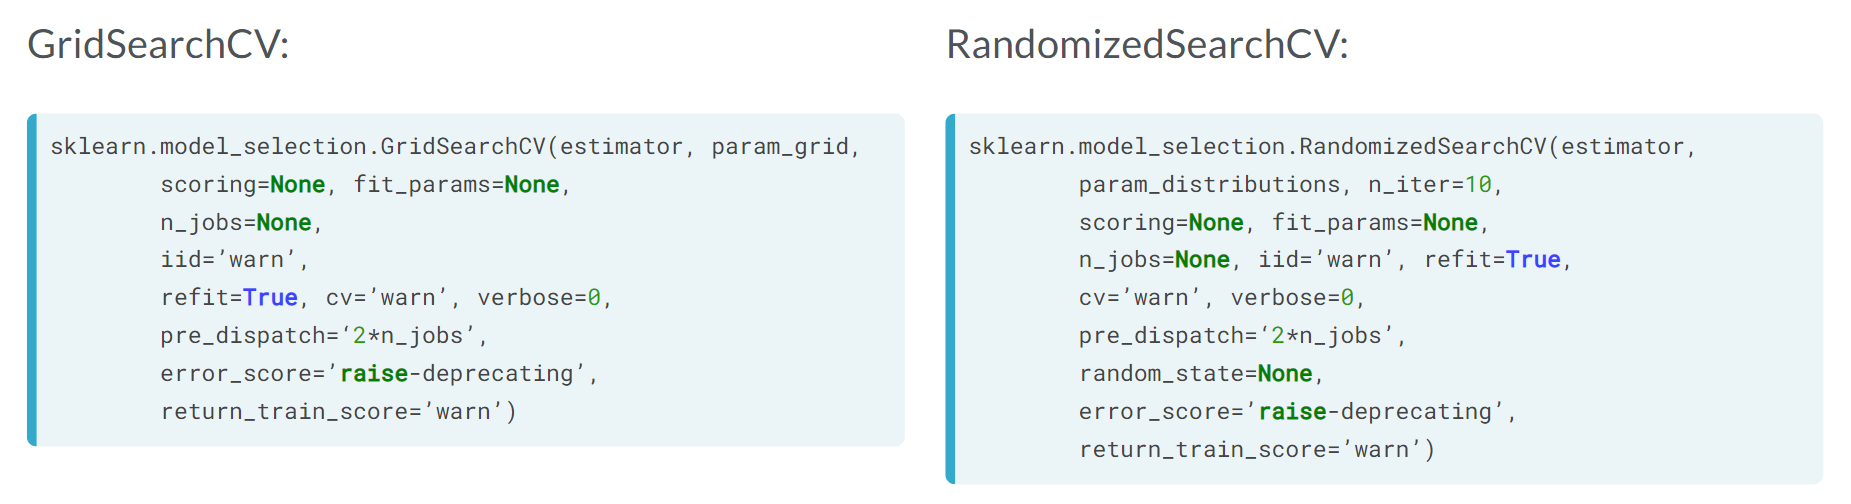 GridSearchCV:
sklearn.model_selection.GridSearchCV(estimator, param_grid,
scoring=None, fit_params=None,
n_jobs=None,
iid=’warn’,
refit=True, cv=’warn’, verbose=0,
pre_dispatch=‘2*n_jobs’,
error_score=’raise-deprecating’,
return_train_score=’warn’)
RandomizedSearchCV:
sklearn.model_selection.RandomizedSearchCV(estimator,
param_distributions, n_iter=10,
scoring=None, fit_params=None,
n_jobs=None, iid=’warn’, refit=True,
cv=’warn’, verbose=0,
pre_dispatch=‘2*n_jobs’,
random_state=None,
error_score=’raise-deprecating’,
return_train_score=’warn’)